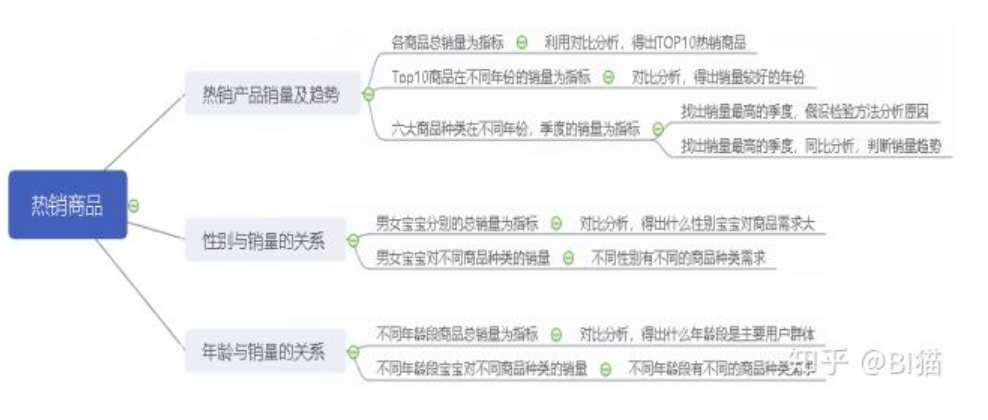 热销商品
热销产品销量及趋势
各商品总销量为指标
利用对比分析，得出TOP10热销商品
Top10商品在不同年份的销量为指标
对比分析，得出销量较好的年份
六大商品种类在不同年份，季度的销量为指标
找出销量最高的季度，假设检验方法分析原因
找出销量最高的季度，同比分析，判断销量趋势
性别与销量的关系
男女宝宝分别的总销量为指标
对比分析，得出什么性别宝宝对商品需求大
男女宝宝对不同商品种类的销量
不同性别有不同的商品种类需求
年龄与销量的关系
不同年龄段商品总销量为指标
对比分析，得出什么年龄段是主要用户群体
不同年龄段宝宝对不同商品种类的销量
不同年龄段有不同的商品种类需求
知乎 @BI猫